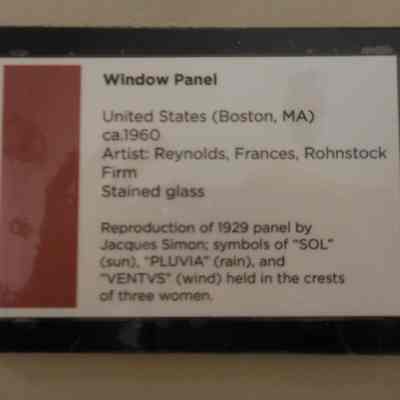 Window Panel
United States (Boston, MA)
ca.1960
Artist: Reynolds, Frances, Rohnstock
Firm
Stained glass
Reproduction of 1929 panel by
Jacques Simon; symbols of "SOL"
(sun), "PLUVIA" (rain), and
"VENTVS" (wind) held in the crests
of three women.